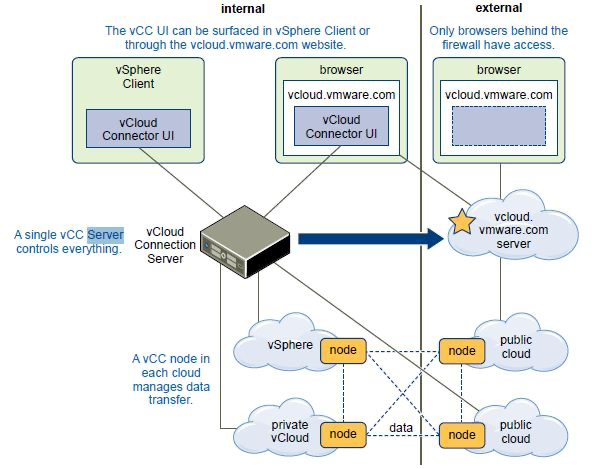 internal
external
The vCC UI can be surfaced in vSphere Client or
through the vcloud.vmware.com website.
Only browsers behind the
firewall have access.
vSphere
Client
vCloud
Connector UI
browser
vcloud.vmware.com
vCloud
Connector UI
browser
vcloud.vmware.com
A single vCC Server
controls everything.
vCloud
Connection
Server
vcloud.
vmware.com
server
vSphere
node
node
public
cloud
A vCC node in
each cloud
manages data
transfer.
private
vCloud
node
data
node
public
cloud